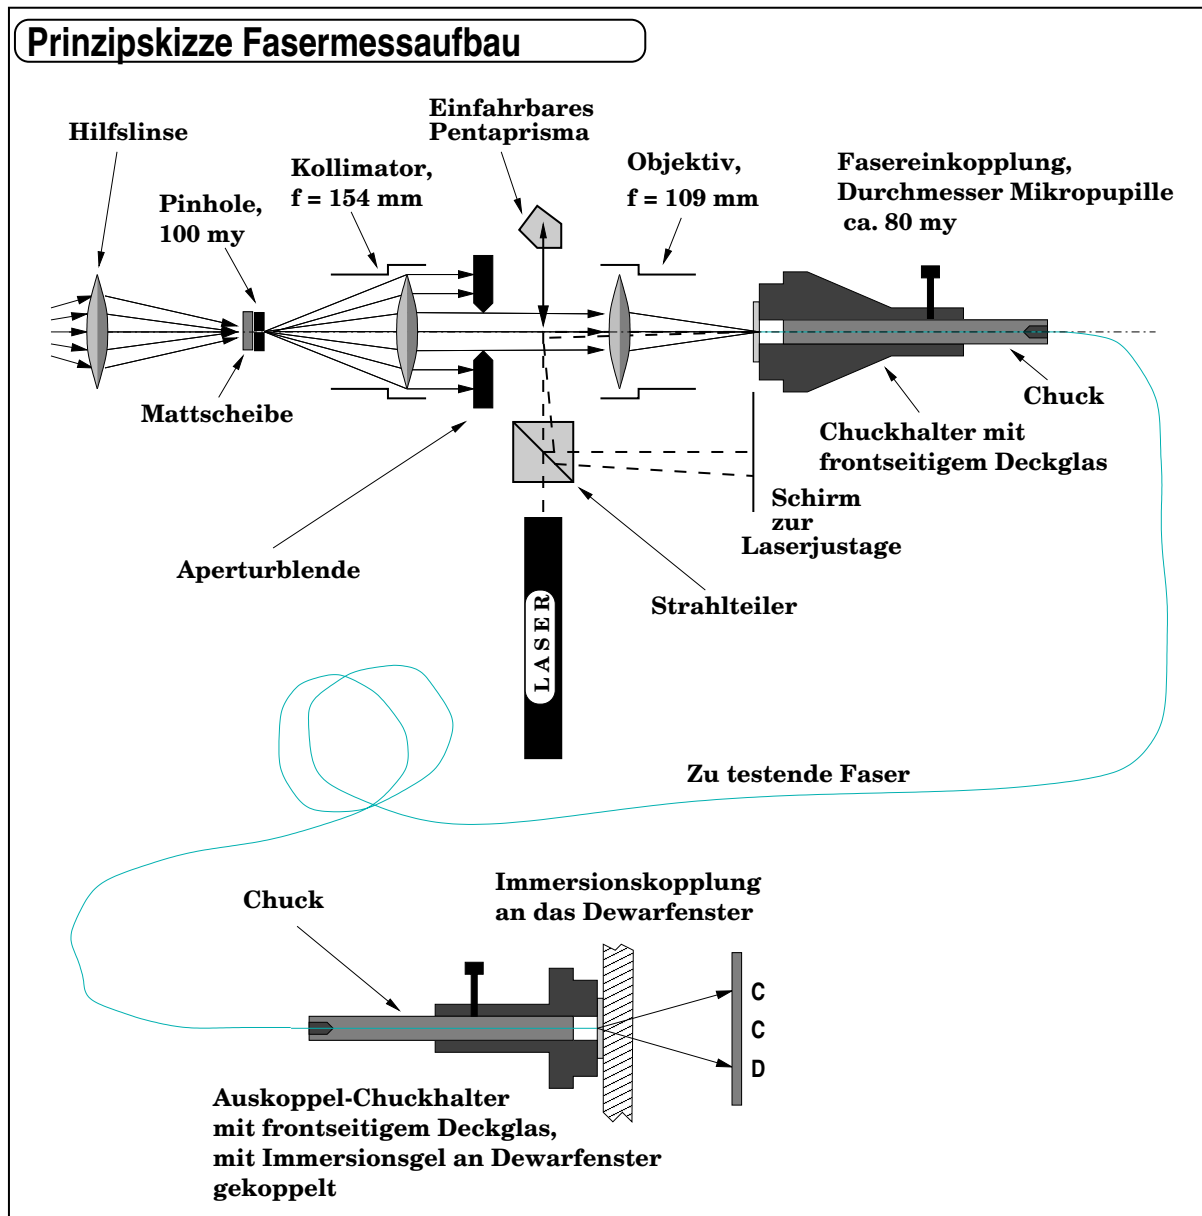 Prinzipskizze Fasermessaufbau
Einfahrbares
Pentaprisma
Hilfslinse
Kollimator,
f = 154 mm
Objektiv,
f = 109 mm
Fasereinkopplung,
Durchmesser Mikropupille
ca. 80 my
Pinhole,
100 my
Mattscheibe
Chuck
Chuckhalter mit
frontseitigem Deckglas
Schirm
zur
Laserjustage
Aperturblende
Strahlteiler
LASER
Zu testende Faser
Immersionskopplung
an das Dewarfenster
Chuck
C
C
D
Auskoppel-Chuckhalter
mit frontseitigem Deckglas,
mit Immersionsgel an Dewarfenster
gekoppelt